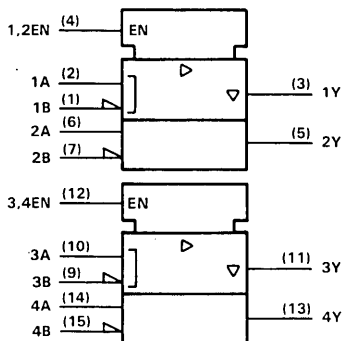 1,2EN (4) EN
1A (2)
1B (1) (3) 1Y
2A (6)
2B (7) (5) 2Y
3,4EN (12) EN
3A (10)
3B (9) (11) 3Y
4A (14)
4B (15) (13) 4Y